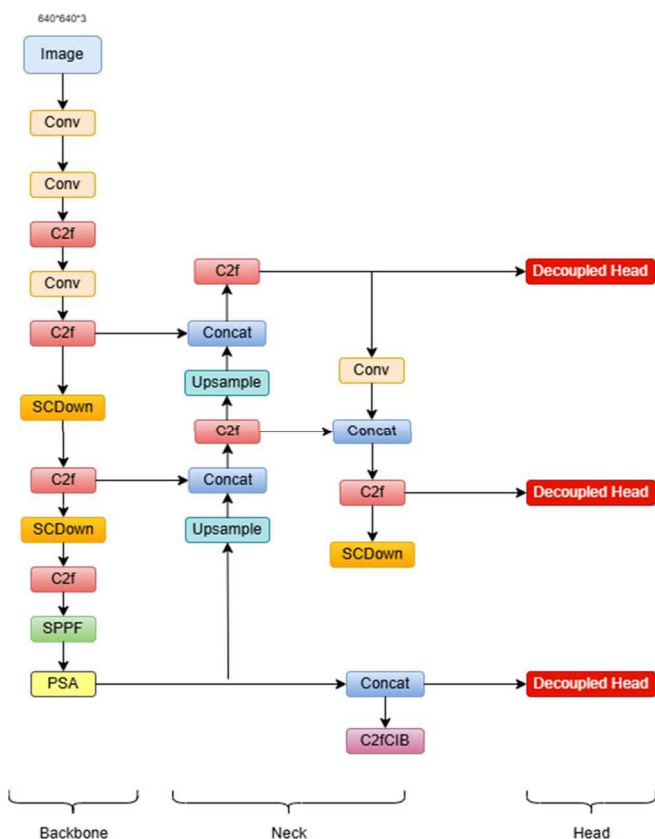 640*640*3
Image
Conv
Conv
C2f
Conv
C2f
SCDown
C2f
SCDown
C2f
SPPF
PSA
C2f
Concat
Upsample
C2f
Concat
Upsample
Conv
Concat
C2f
SCDown
Concat
C2fCIB
Decoupled Head
Decoupled Head
Decoupled Head
Backbone
Neck
Head